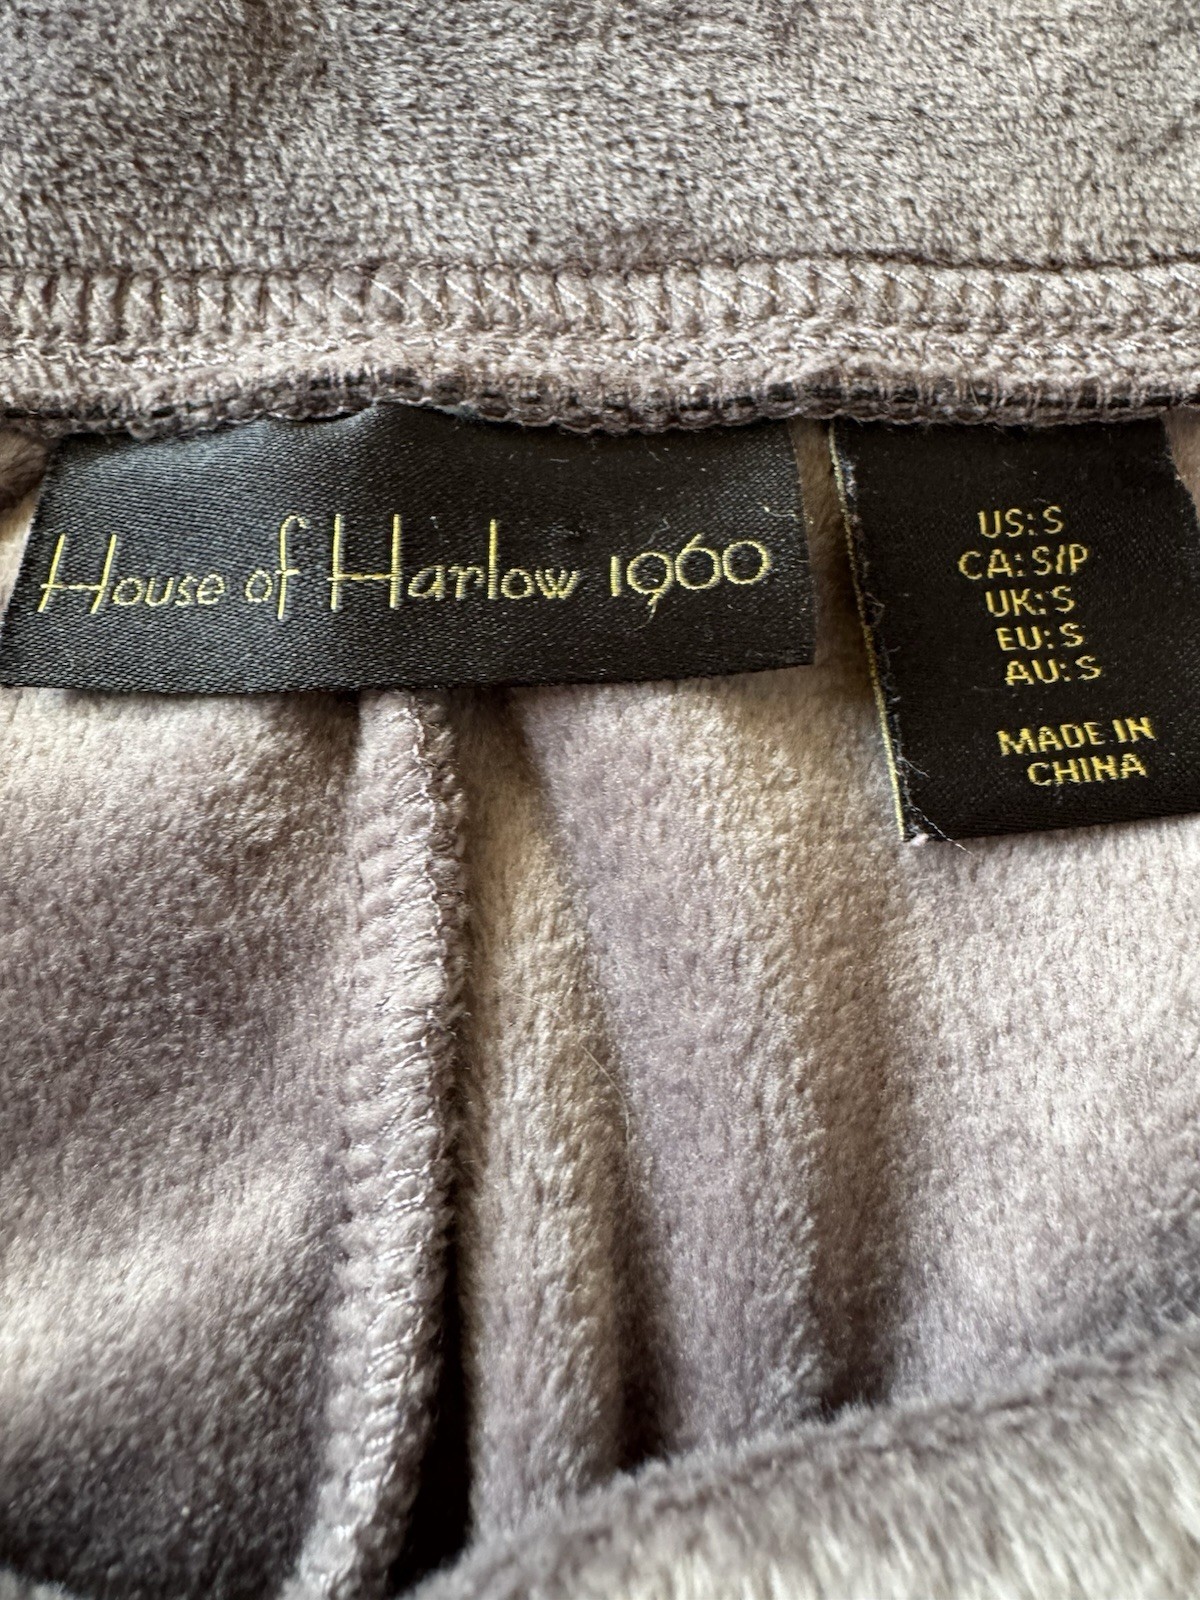 House of Harlow 1960
US: S
CA: S/P
UK: S
EU: S
AU: S
MADE IN
CHINA